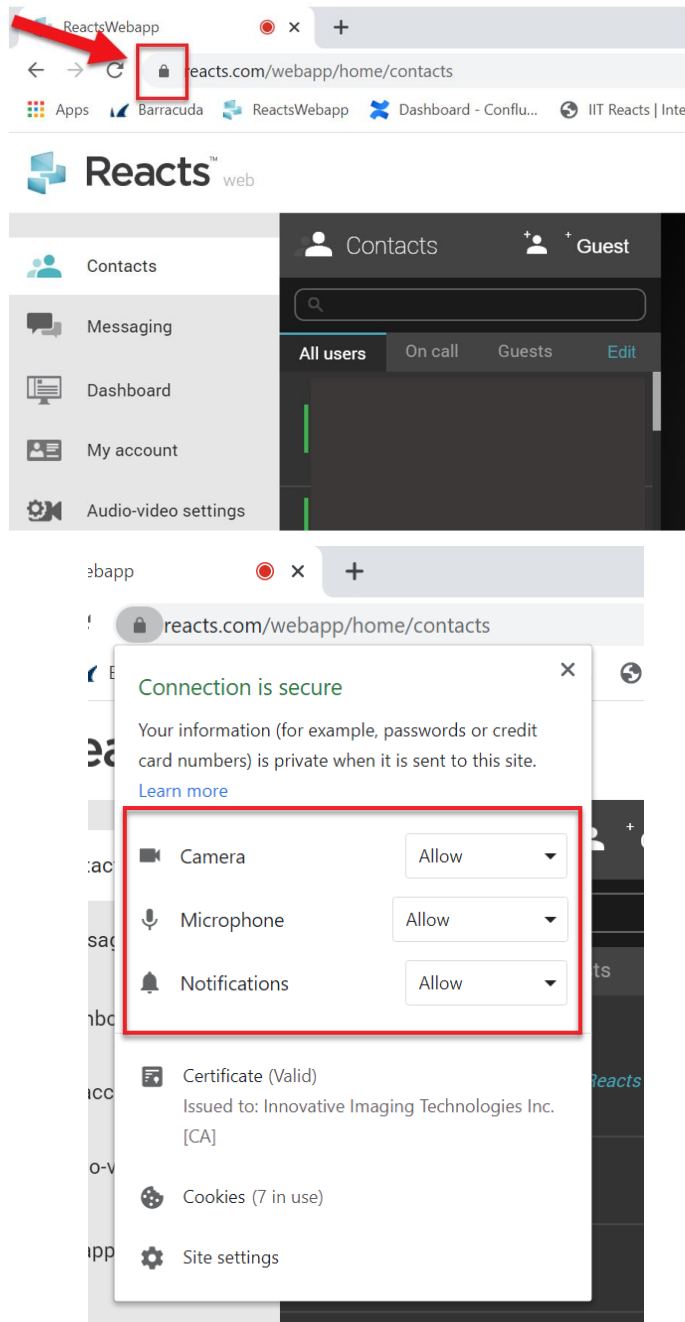 ReactsWebapp
reacts.com/webapp/home/contacts
Apps Barracuda ReactsWebapp Dashboard - Conflu... IIT Reacts | Inte
Reacts™ web
Contacts
Messaging
Dashboard
My account
Audio-video settings
Contacts + + Guest
All users On call Guests Edit
ebapp
reacts.com/webapp/home/contacts
Connection is secure
Your information (for example, passwords or credit
card numbers) is private when it is sent to this site.
Learn more
Camera Allow
Microphone Allow
Notifications Allow
Certificate (Valid)
Issued to: Innovative Imaging Technologies Inc.
[CA]
Cookies (7 in use)
Site settings
ts
Reacts